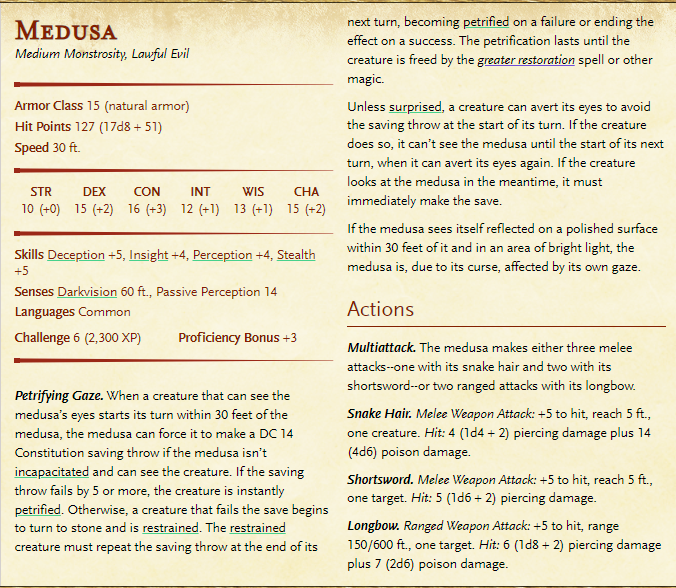 Medusa
Medium Monstrosity, Lawful Evil
Armor Class 15 (natural armor)
Hit Points 127 (17d8 + 51)
Speed 30 ft.
STR DEX CON INT WIS CHA
10 (+0) 15 (+2) 16 (+3) 12 (+1) 13 (+1) 15 (+2)
Skills Deception +5, Insight +4, Perception +4, Stealth
+5
Senses Darkvision 60 ft., Passive Perception 14
Languages Common
Challenge 6 (2,300 XP) Proficiency Bonus +3
Petrifying Gaze. When a creature that can see the
medusa's eyes starts its turn within 30 feet of the
medusa, the medusa can force it to make a DC 14
Constitution saving throw if the medusa isn't
incapacitated and can see the creature. If the saving
throw fails by 5 or more, the creature is instantly
petrified. Otherwise, a creature that fails the save begins
to turn to stone and is restrained. The restrained
creature must repeat the saving throw at the end of its
next turn, becoming petrified on a failure or ending the
effect on a success. The petrification lasts until the
creature is freed by the greater restoration spell or other
magic.
Unless surprised, a creature can avert its eyes to avoid
the saving throw at the start of its turn. If the creature
does so, it can't see the medusa until the start of its next
turn, when it can avert its eyes again. If the creature
looks at the medusa in the meantime, it must
immediately make the save.
If the medusa sees itself reflected on a polished surface
within 30 feet of it and in an area of bright light, the
medusa is, due to its curse, affected by its own gaze.
Actions
Multiattack. The medusa makes either three melee
attacks--one with its snake hair and two with its
shortsword--or two ranged attacks with its longbow.
Snake Hair. Melee Weapon Attack: +5 to hit, reach 5 ft.,
one creature. Hit: 4 (1d4 + 2) piercing damage plus 14
(4d6) poison damage.
Shortsword. Melee Weapon Attack: +5 to hit, reach 5 ft.,
one target. Hit: 5 (1d6 + 2) piercing damage.
Longbow. Ranged Weapon Attack: +5 to hit, range
150/600 ft., one target. Hit: 6 (1d8 + 2) piercing damage
plus 7 (2d6) poison damage.